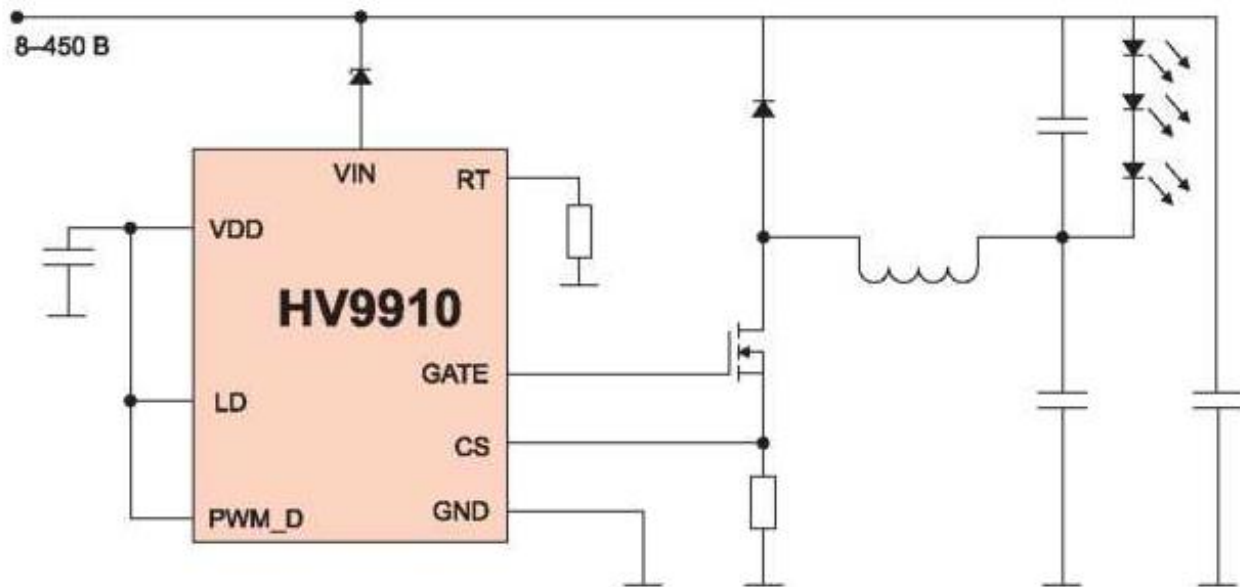 8–450 В
VIN
RT
VDD
HV9910
GATE
LD
CS
GND
PWM_D